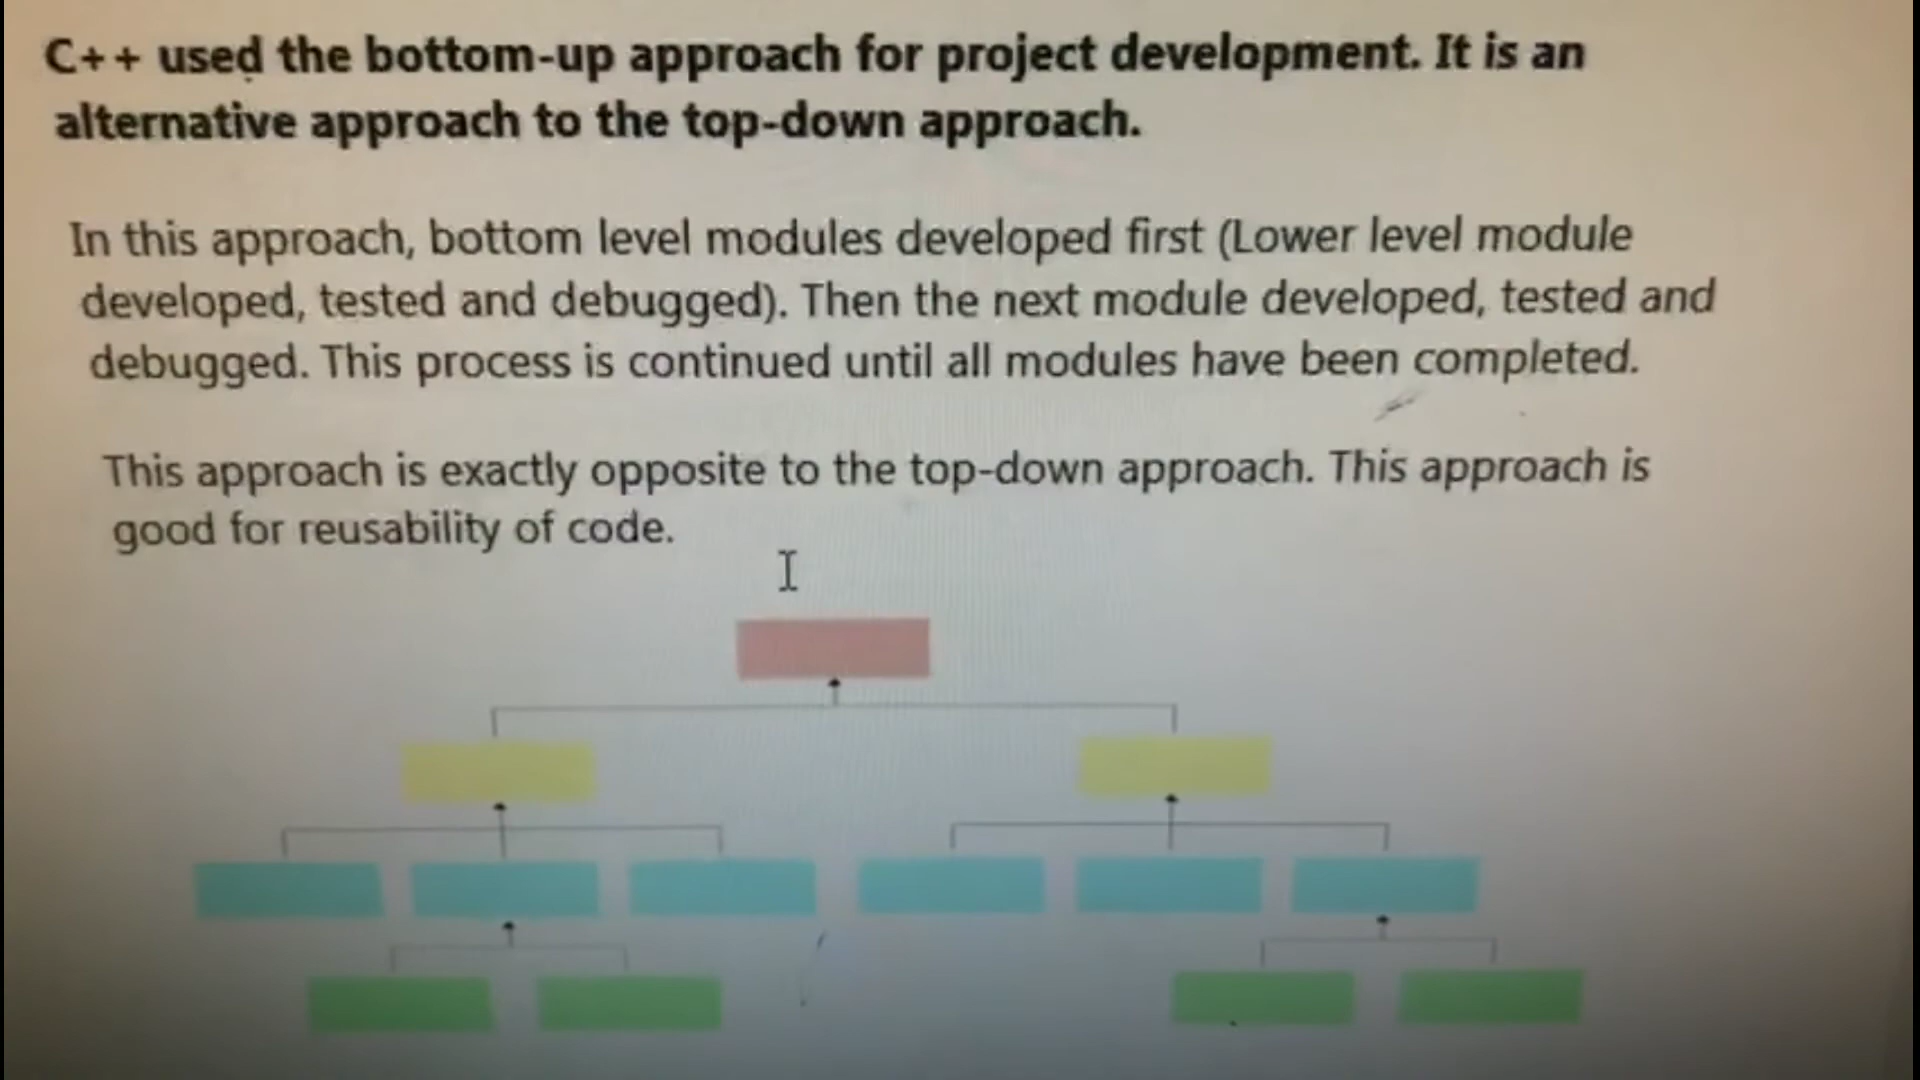 C++ used the bottom-up approach for project development. It is an
alternative approach to the top-down approach.
In this approach, bottom level modules developed first (Lower level module
developed, tested and debugged). Then the next module developed, tested and
debugged. This process is continued until all modules have been completed.
This approach is exactly opposite to the top-down approach. This approach is
good for reusability of code.